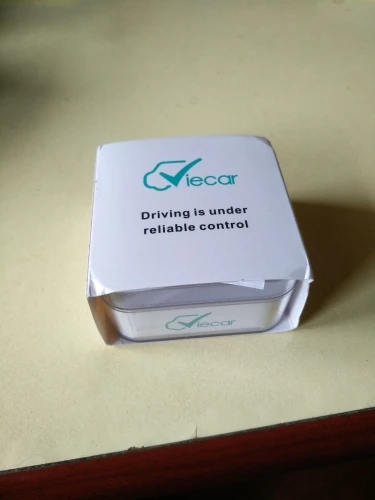 Viecar
Driving is under
reliable control
Viecar